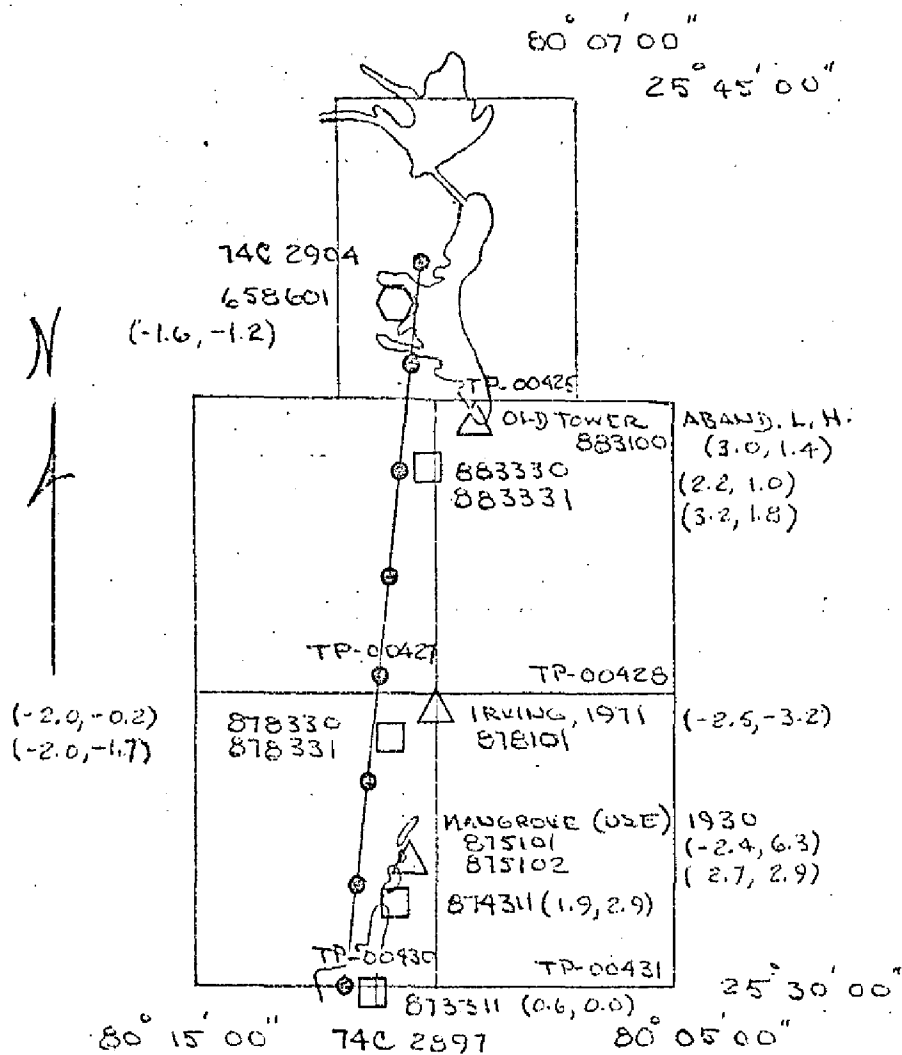 80° 07' 00"
25° 45' 00"
74C 2904
658601
(-1.6, -1.2)
N
TP-00425
OLD TOWER ABAND. L. H.
883100 (3.0, 1.4)
883330 (2.2, 1.0)
883331 (3.2, 1.8)
TP-00427
TP-00428
(-2.0, -0.2)
(-2.0, -1.7)
878330
878331
IRVING, 1971 (-2.5, -3.2)
878101
MANGROVE (USE) 1930
875101 (-2.4, 6.3)
875102 (2.7, 2.9)
874311 (1.9, 2.9)
TP-00430
TP-00431
25° 30' 00"
873311 (0.6, 0.0)
80° 15' 00" 74C 2897 80° 05' 00"